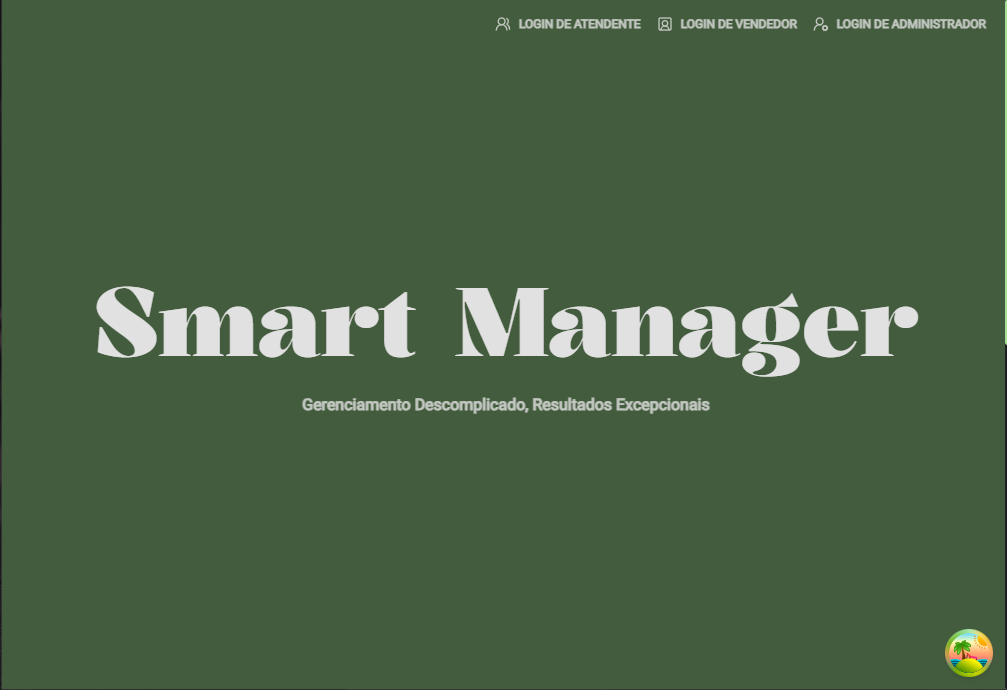 LOGIN DE ATENDENTE LOGIN DE VENDEDOR LOGIN DE ADMINISTRADOR
Smart Manager
Gerenciamento Descomplicado, Resultados Excepcionais